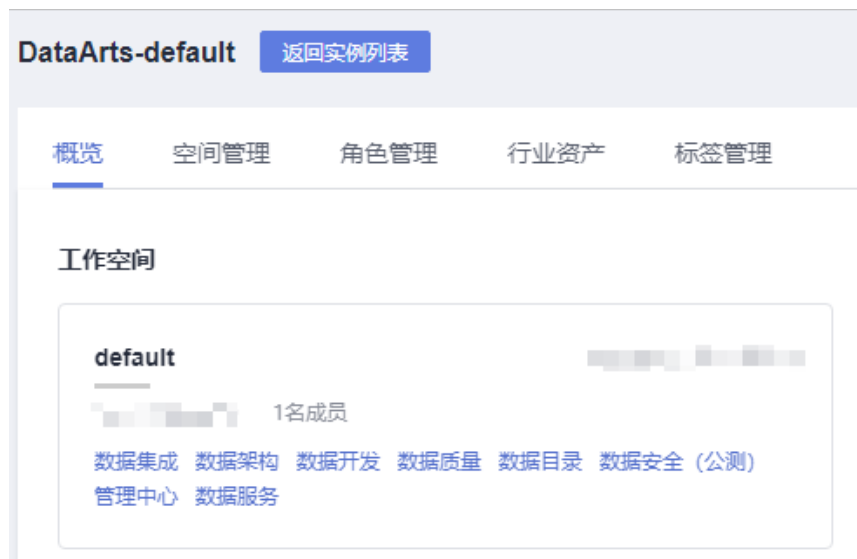 DataArts-default 返回实例列表
概览 空间管理 角色管理 行业资产 标签管理
工作空间
default
1名成员
数据集成 数据架构 数据开发 数据质量 数据目录 数据安全（公测）
管理中心 数据服务